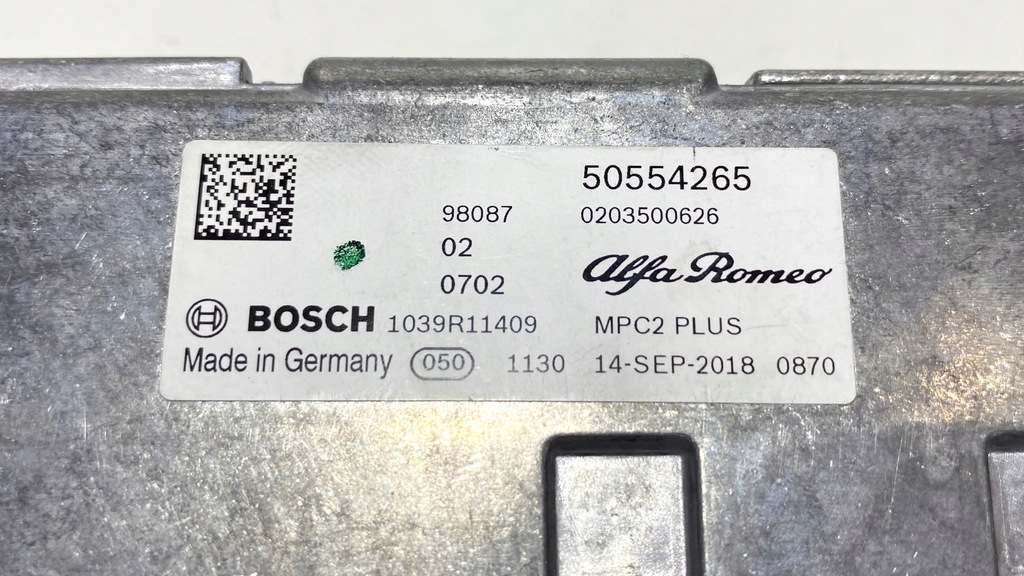 50554265
98087 0203500626
02
Alfa Romeo
0702
BOSCH 1039R11409 MPC2 PLUS
Made in Germany 050 1130 14-SEP-2018 0870